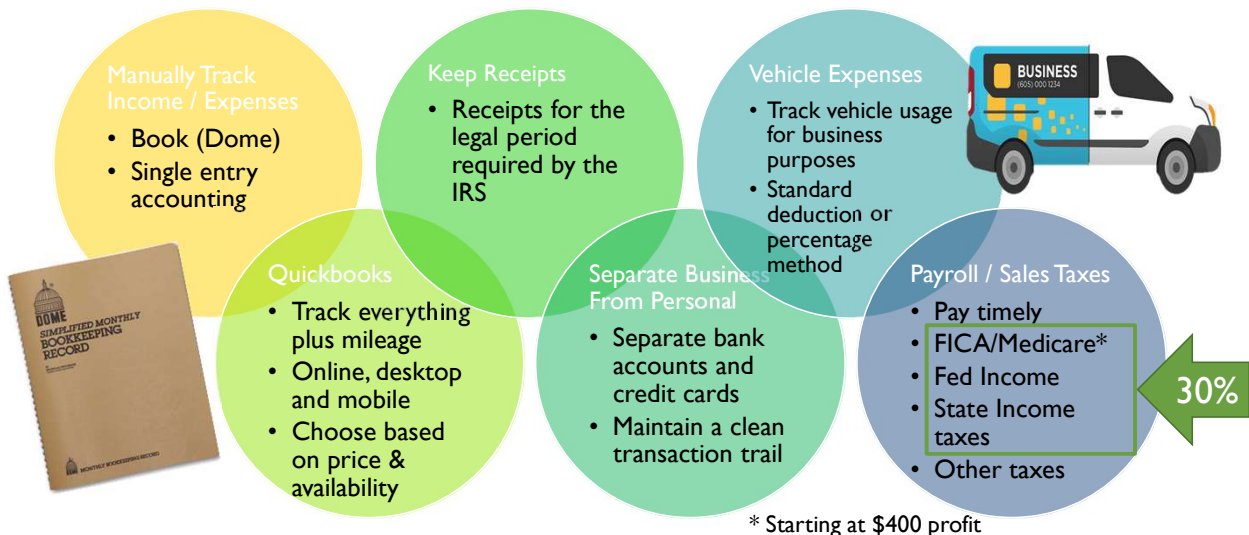 Manually Track
Income / Expenses
• Book (Dome)
• Single entry
accounting
Keep Receipts
• Receipts for the
legal period
required by the
IRS
Vehicle Expenses
• Track vehicle usage
for business
purposes
• Standard
deduction or
percentage
method
BUSINESS
(605) 000 1234
DOME
SIMPLIFIED MONTHLY
BOOKKEEPING
RECORD
MONTHLY BOOKKEEPING RECORD
Quickbooks
• Track everything
plus mileage
• Online, desktop
and mobile
• Choose based
on price &
availability
Separate Business
From Personal
• Separate bank
accounts and
credit cards
• Maintain a clean
transaction trail
Payroll / Sales Taxes
• Pay timely
• FICA/Medicare*
• Fed Income
• State Income
taxes
• Other taxes
30%
* Starting at $400 profit